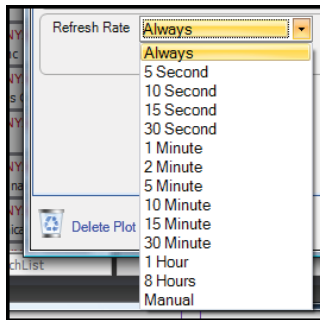 Refresh Rate Always
Always
5 Second
10 Second
15 Second
30 Second
1 Minute
2 Minute
5 Minute
10 Minute
15 Minute
30 Minute
1 Hour
8 Hours
Manual
Delete Plot